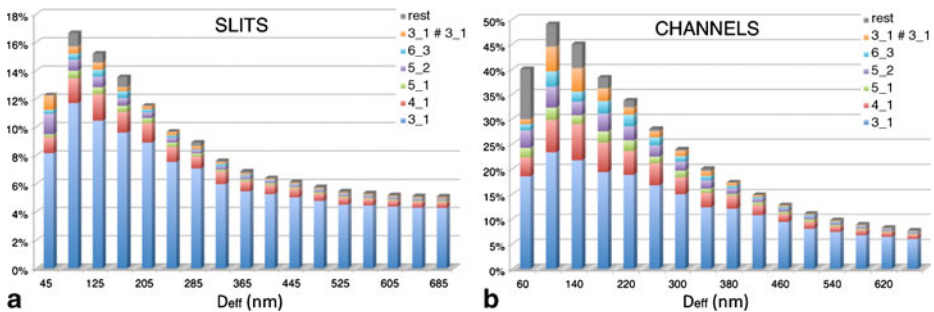 SLITS
18%
16%
14%
12%
10%
8%
6%
4%
2%
0%
rest
3_1 # 3_1
6_3
5_2
5_1
4_1
3_1
45 125 205 285 365 445 525 605 685
a
Deff (nm)
CHANNELS
50%
45%
40%
35%
30%
25%
20%
15%
10%
5%
0%
rest
3_1 # 3_1
6_3
5_2
5_1
4_1
3_1
60 140 220 300 380 460 540 620
b
Deff (nm)